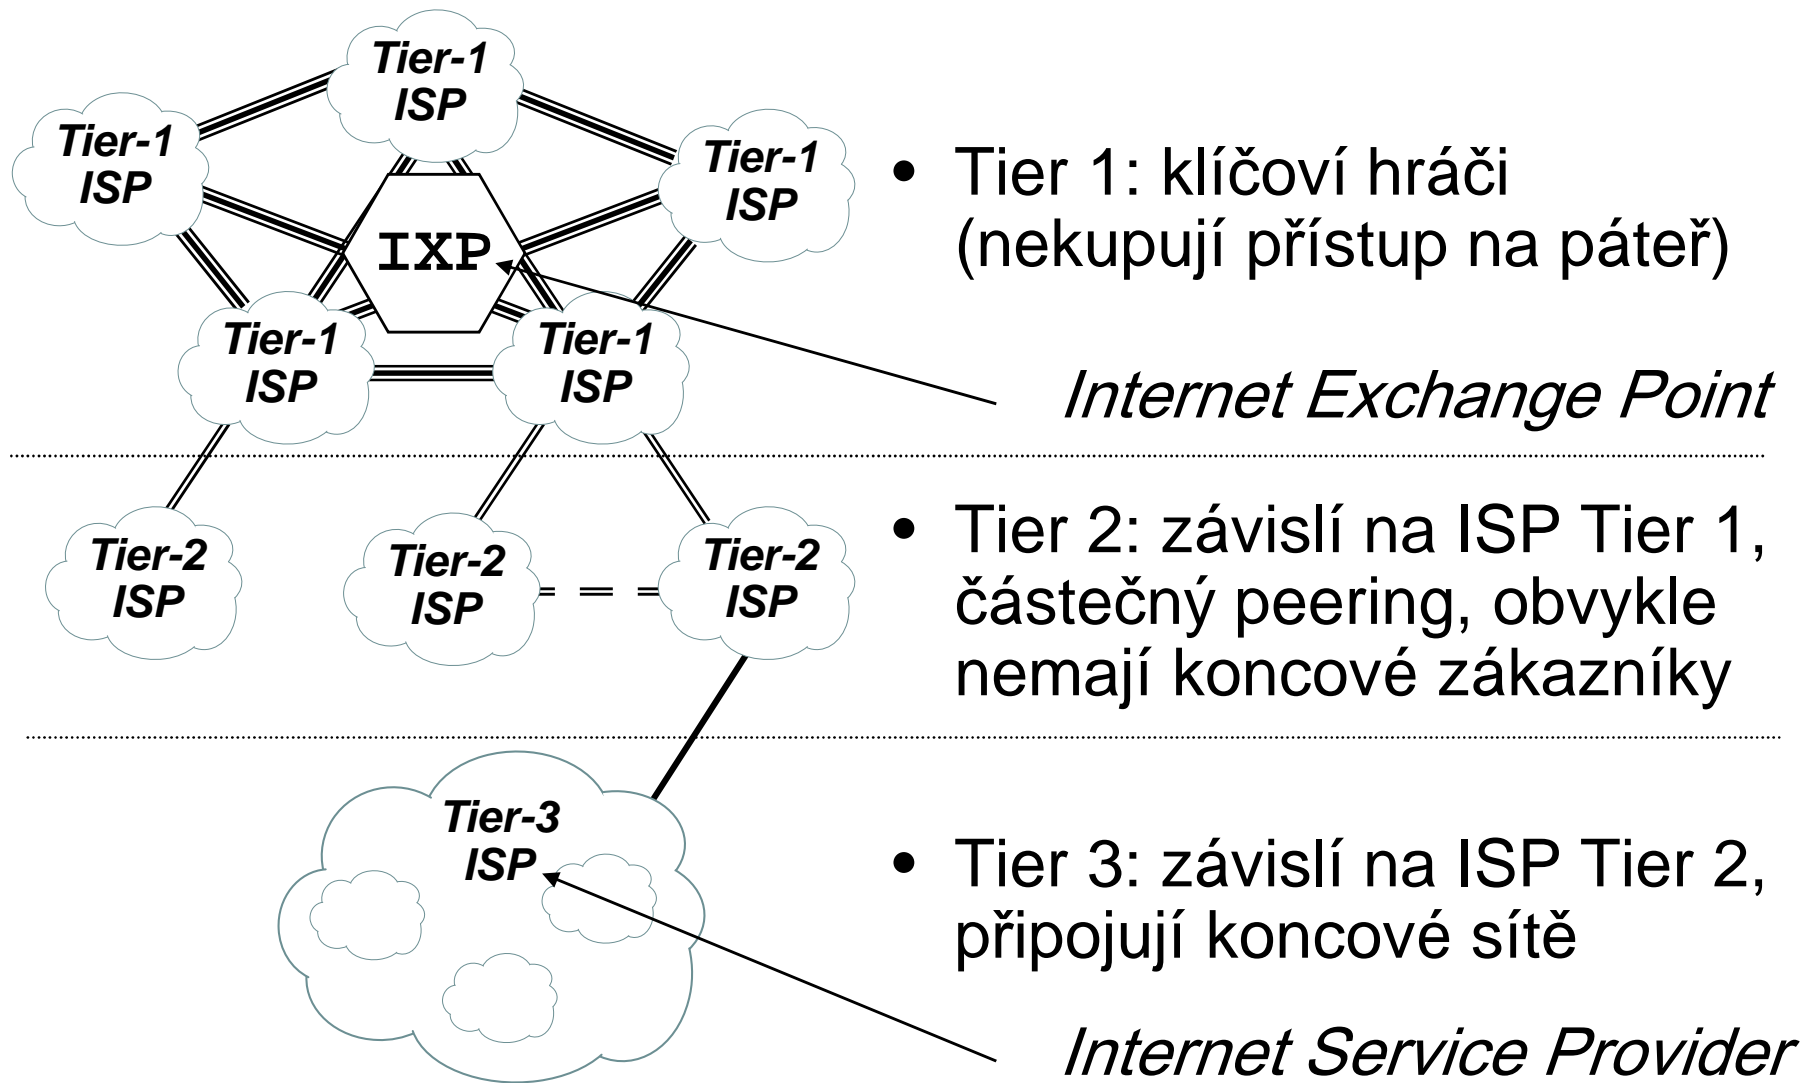 Tier-1
ISP
Tier-1
ISP
Tier-1
ISP
IXP
Tier-1
ISP
Tier-1
ISP
• Tier 1: klíčoví hráči
(nekupují přístup na páteř)
Internet Exchange Point
Tier-2
ISP
Tier-2
ISP
Tier-2
ISP
• Tier 2: závislí na ISP Tier 1,
částečný peering, obvykle
nemají koncové zákazníky
Tier-3
ISP
• Tier 3: závislí na ISP Tier 2,
připojují koncové sítě
Internet Service Provider